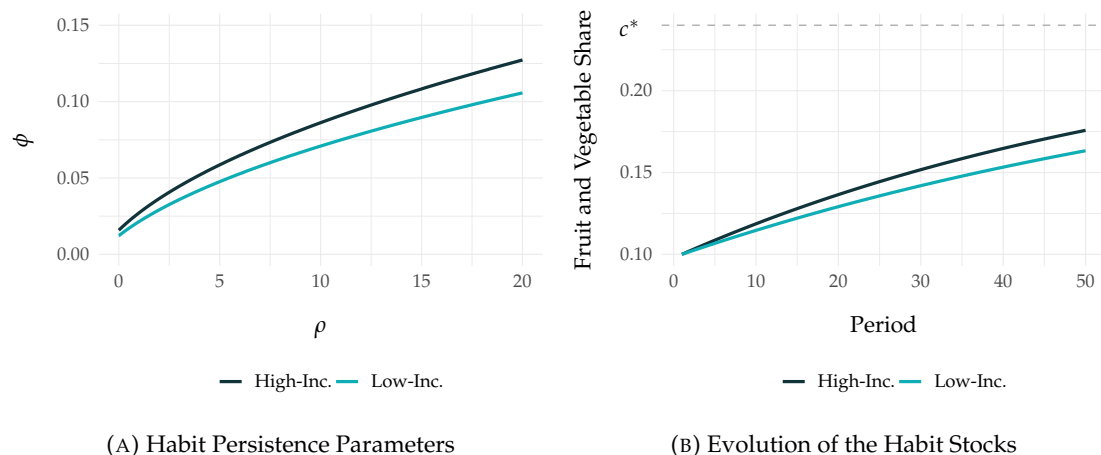 0.15
0.10
0.05
0.00
ϕ
0 5 10 15 20
ρ
High-Inc. Low-Inc.
(A) Habit Persistence Parameters
c*
0.20
0.15
0.10
Fruit and Vegetable Share
0 10 20 30 40 50
Period
High-Inc. Low-Inc.
(B) Evolution of the Habit Stocks